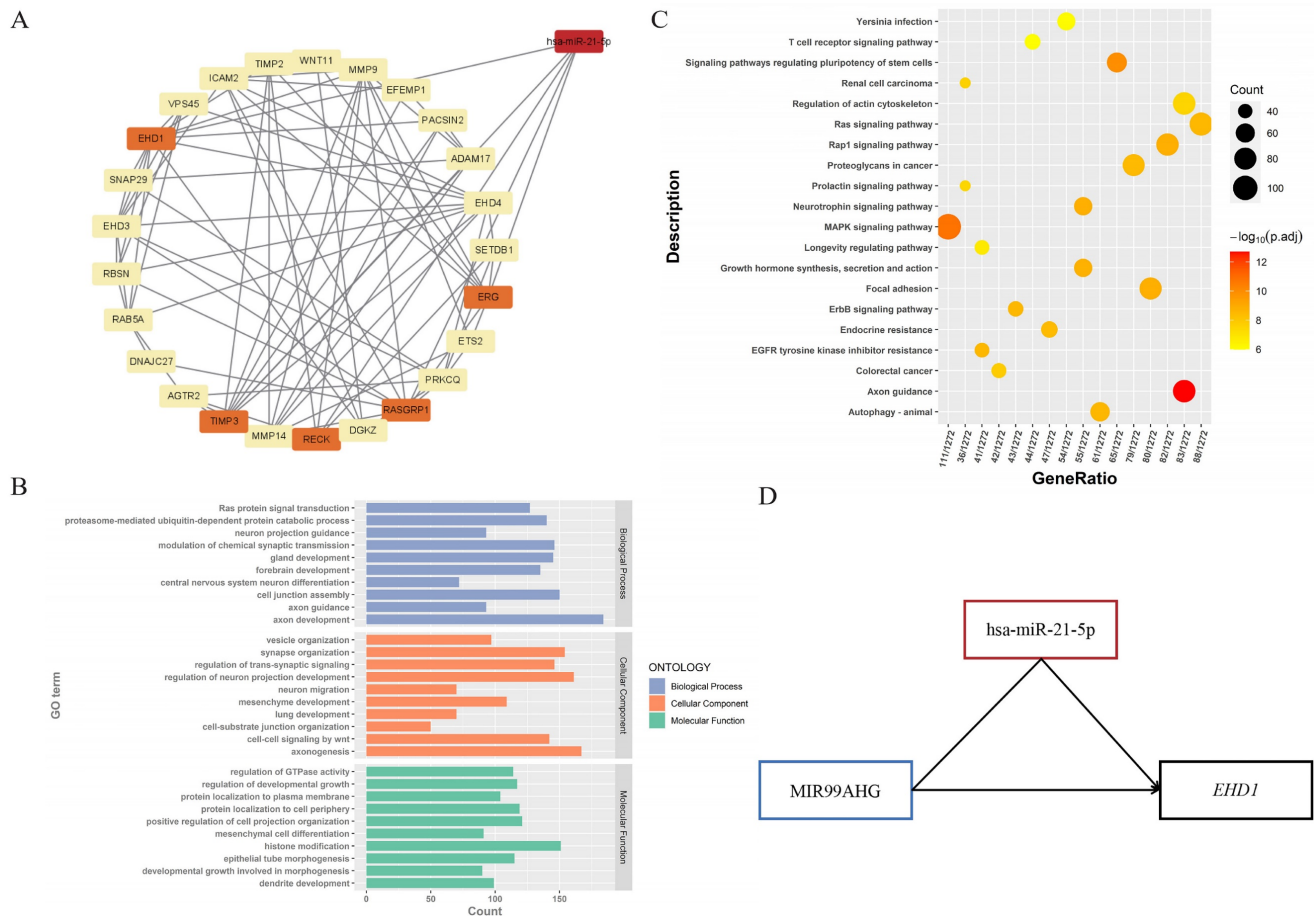 A
hsa-miR-21-5p
WNT11
TIMP2
MMP9
ICAM2
EFEMP1
VPS45
PACSIN2
EHD1
ADAM17
SNAP29
EHD4
EHD3
SETDB1
RBSN
ERG
RAB5A
ETS2
DNAJC27
PRKCQ
AGTR2
RASGRP1
TIMP3
DGKZ
MMP14
RECK
B
GO term
Ras protein signal transduction
proteasome-mediated ubiquitin-dependent protein catabolic process
neuron projection guidance
modulation of chemical synaptic transmission
gland development
forebrain development
central nervous system neuron differentiation
cell junction assembly
axon guidance
axon development
Biological Process
vesicle organization
synapse organization
regulation of trans-synaptic signaling
regulation of neuron projection development
neuron migration
mesenchyme development
lung development
cell-substrate junction organization
cell-cell signaling by wnt
axonogenesis
Cellular Component
regulation of GTPase activity
regulation of developmental growth
protein localization to plasma membrane
protein localization to cell periphery
positive regulation of cell projection organization
mesenchymal cell differentiation
histone modification
epithelial tube morphogenesis
developmental growth involved in morphogenesis
dendrite development
Molecular Function
0 50 100 150
Count
ONTOLOGY
Biological Process
Cellular Component
Molecular Function
C
Description
Yersinia infection
T cell receptor signaling pathway
Signaling pathways regulating pluripotency of stem cells
Renal cell carcinoma
Regulation of actin cytoskeleton
Ras signaling pathway
Rap1 signaling pathway
Proteoglycans in cancer
Prolactin signaling pathway
Neurotrophin signaling pathway
MAPK signaling pathway
Longevity regulating pathway
Growth hormone synthesis, secretion and action
Focal adhesion
ErbB signaling pathway
Endocrine resistance
EGFR tyrosine kinase inhibitor resistance
Colorectal cancer
Axon guidance
Autophagy - animal
111/1272
36/1272
41/1272
42/1272
43/1272
44/1272
47/1272
54/1272
55/1272
61/1272
65/1272
79/1272
80/1272
82/1272
83/1272
88/1272
GeneRatio
Count
40
60
80
100
−log10(p.adj)
12
10
8
6
D
hsa-miR-21-5p
MIR99AHG
EHD1